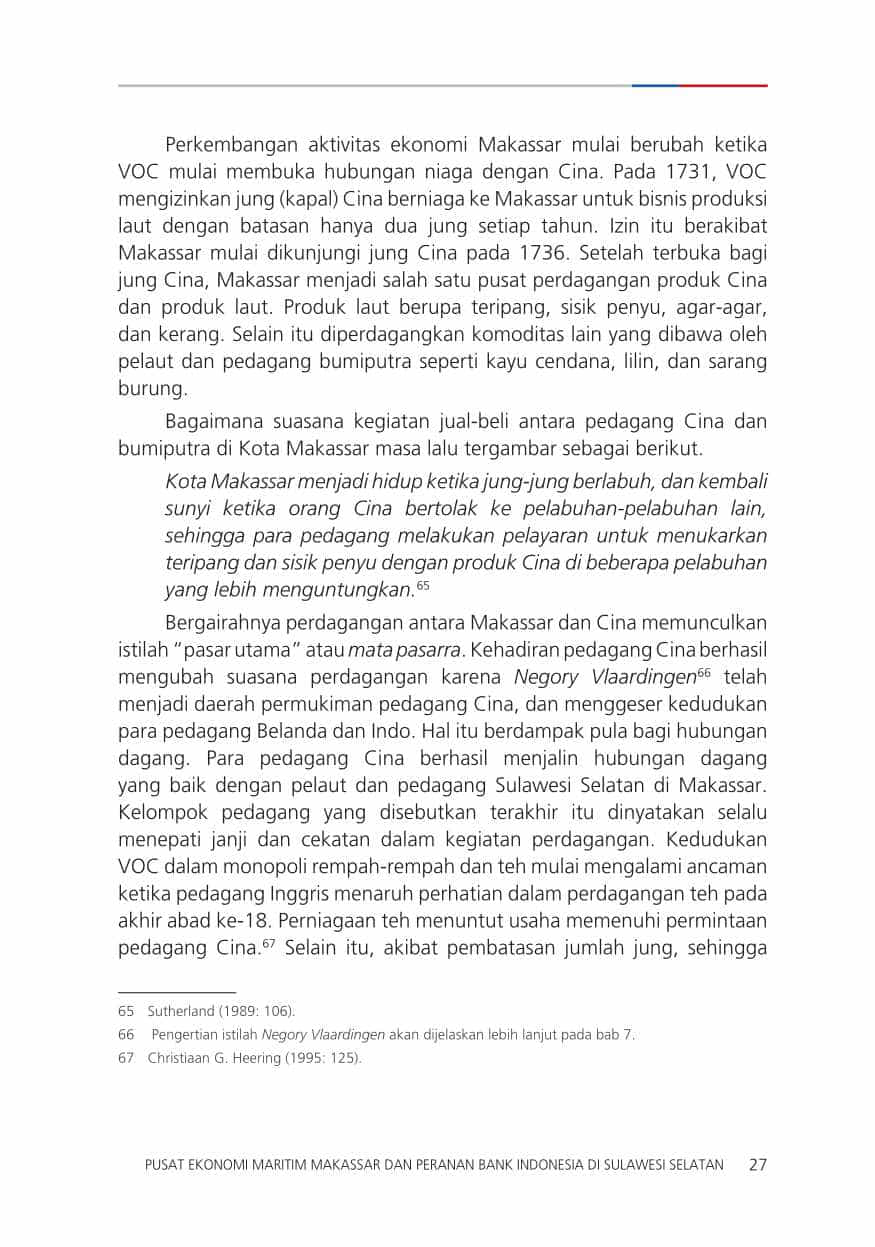 Perkembangan aktivitas ekonomi Makassar mulai berubah ketika
VOC mulai membuka hubungan niaga dengan Cina. Pada 1731, VOC
mengizinkan jung (kapal) Cina berniaga ke Makassar untuk bisnis produksi
laut dengan batasan hanya dua jung setiap tahun. Izin itu berakibat
Makassar mulai dikunjungi jung Cina pada 1736. Setelah terbuka bagi
jung Cina, Makassar menjadi salah satu pusat perdagangan produk Cina
dan produk laut. Produk laut berupa teripang, sisik penyu, agar-agar,
dan kerang. Selain itu diperdagangkan komoditas lain yang dibawa oleh
pelaut dan pedagang bumiputra seperti kayu cendana, lilin, dan sarang
burung.
Bagaimana suasana kegiatan jual-beli antara pedagang Cina dan
bumiputra di Kota Makassar masa lalu tergambar sebagai berikut.
Kota Makassar menjadi hidup ketika jung-jung berlabuh, dan kembali
sunyi ketika orang Cina bertolak ke pelabuhan-pelabuhan lain,
sehingga para pedagang melakukan pelayaran untuk menukarkan
teripang dan sisik penyu dengan produk Cina di beberapa pelabuhan
yang lebih menguntungkan.65
Bergairahnya perdagangan antara Makassar dan Cina memunculkan
istilah “pasar utama” atau mata pasarra. Kehadiran pedagang Cina berhasil
mengubah suasana perdagangan karena Negory Vlaardingen66 telah
menjadi daerah permukiman pedagang Cina, dan menggeser kedudukan
para pedagang Belanda dan Indo. Hal itu berdampak pula bagi hubungan
dagang. Para pedagang Cina berhasil menjalin hubungan dagang
yang baik dengan pelaut dan pedagang Sulawesi Selatan di Makassar.
Kelompok pedagang yang disebutkan terakhir itu dinyatakan selalu
menepati janji dan cekatan dalam kegiatan perdagangan. Kedudukan
VOC dalam monopoli rempah-rempah dan teh mulai mengalami ancaman
ketika pedagang Inggris menaruh perhatian dalam perdagangan teh pada
akhir abad ke-18. Perniagaan teh menuntut usaha memenuhi permintaan
pedagang Cina.67 Selain itu, akibat pembatasan jumlah jung, sehingga
65 Sutherland (1989: 106).
66 Pengertian istilah Negory Vlaardingen akan dijelaskan lebih lanjut pada bab 7.
67 Christiaan G. Heering (1995: 125).
PUSAT EKONOMI MARITIM MAKASSAR DAN PERANAN BANK INDONESIA DI SULAWESI SELATAN 27